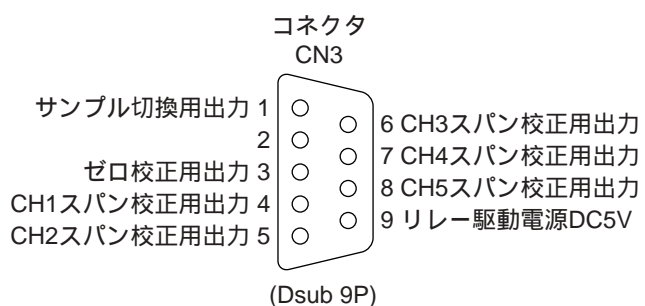 コネクタ
CN3
サンプル切換用出力 1
2
ゼロ校正用出力 3
CH1スパン校正用出力 4
CH2スパン校正用出力 5
6 CH3スパン校正用出力
7 CH4スパン校正用出力
8 CH5スパン校正用出力
9 リレー駆動電源DC5V
(Dsub 9P)